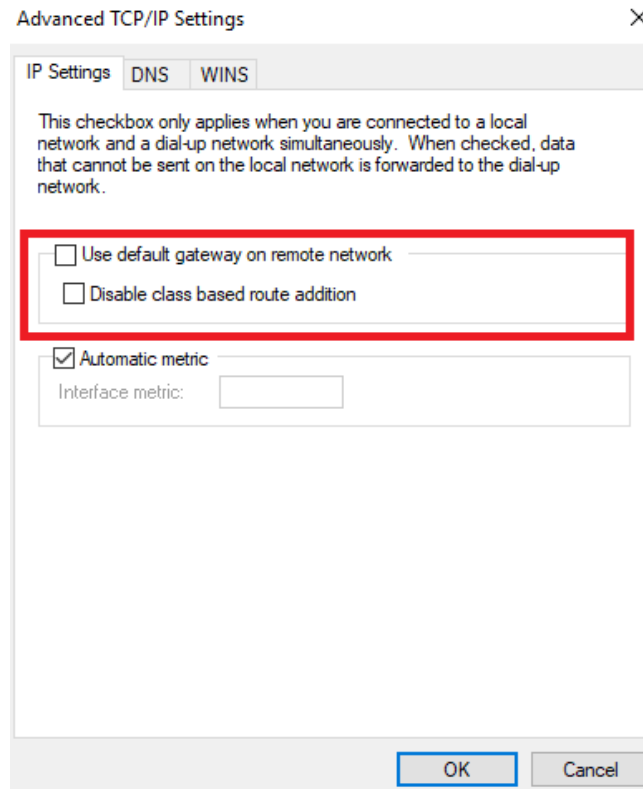 Advanced TCP/IP Settings
IP Settings DNS WINS
This checkbox only applies when you are connected to a local
network and a dial-up network simultaneously. When checked, data
that cannot be sent on the local network is forwarded to the dial-up
network.
Use default gateway on remote network
Disable class based route addition
Automatic metric
Interface metric:
OK Cancel